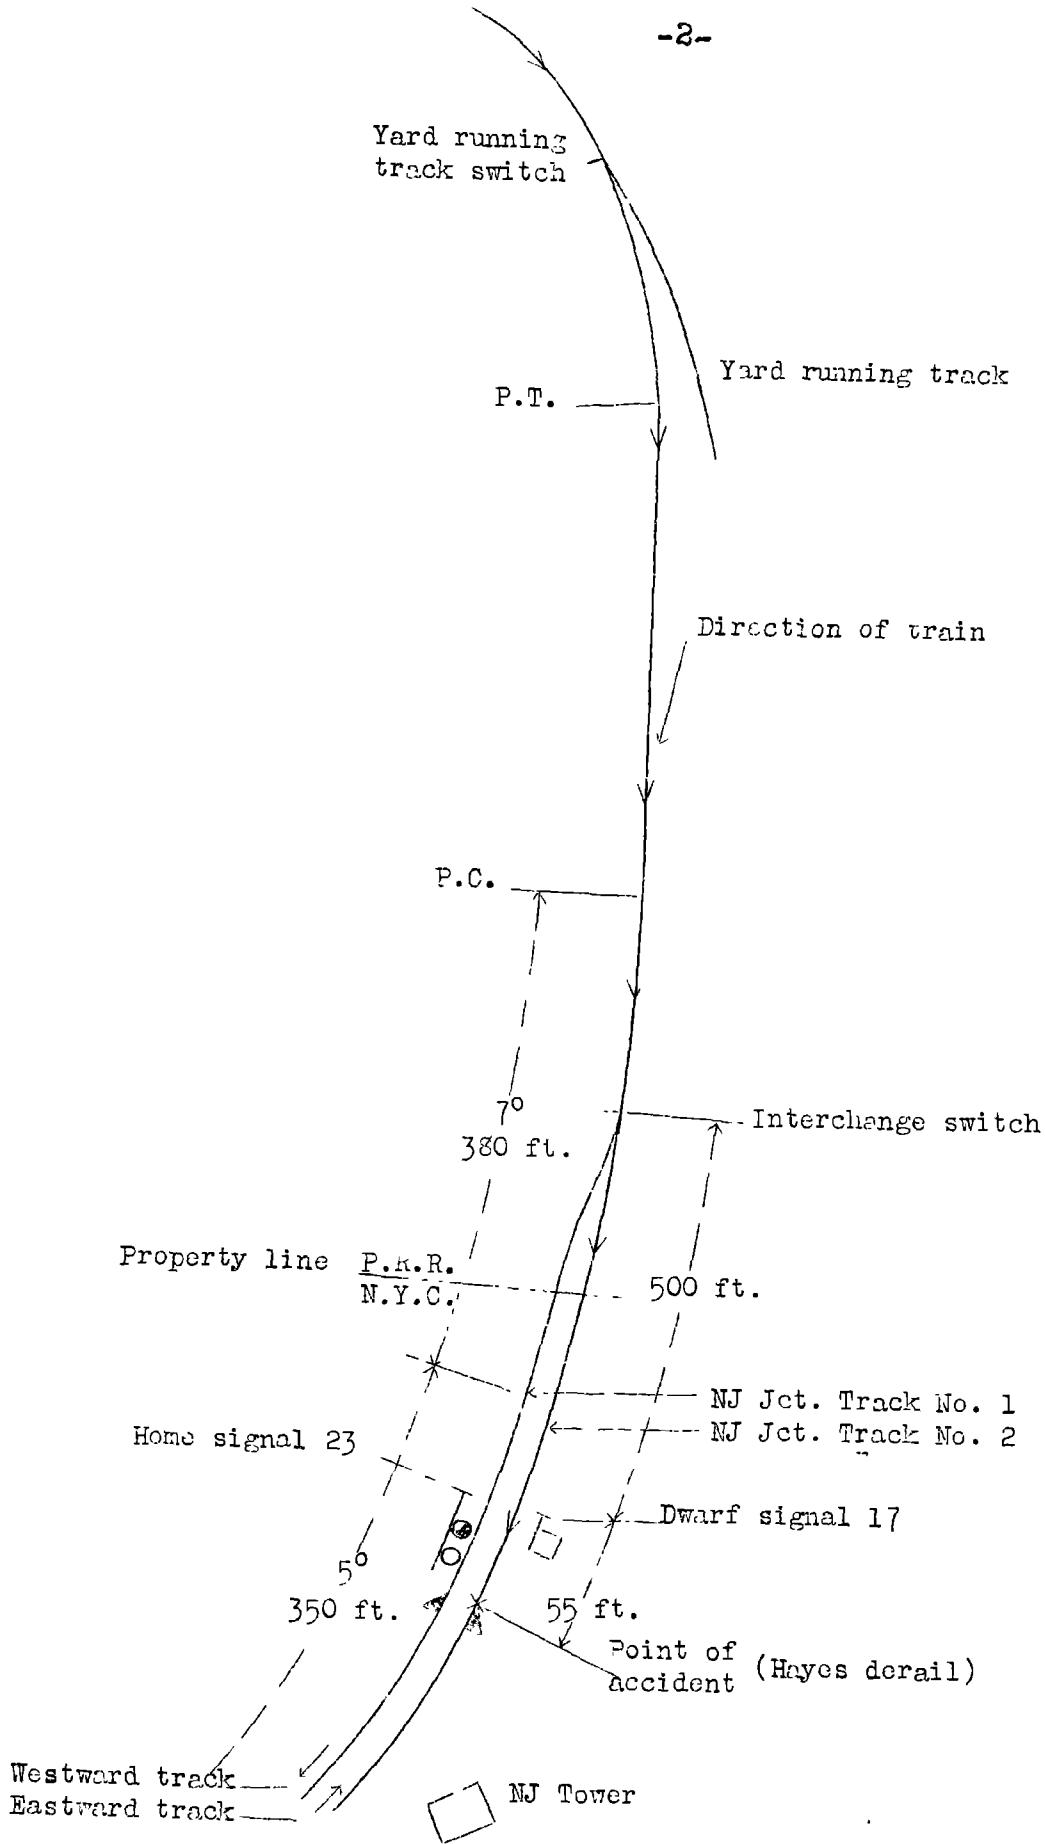 -2-
Yard running
track switch
Yard running track
P.T.
Direction of train
P.C.
7°
380 ft.
Interchange switch
Property line P.R.R.
N.Y.C.
500 ft.
NJ Jct. Track No. 1
NJ Jct. Track No. 2
Home signal 23
Dwarf signal 17
5°
350 ft.
55 ft.
Point of
accident (Hayes derail)
Westward track
Eastward track
NJ Tower